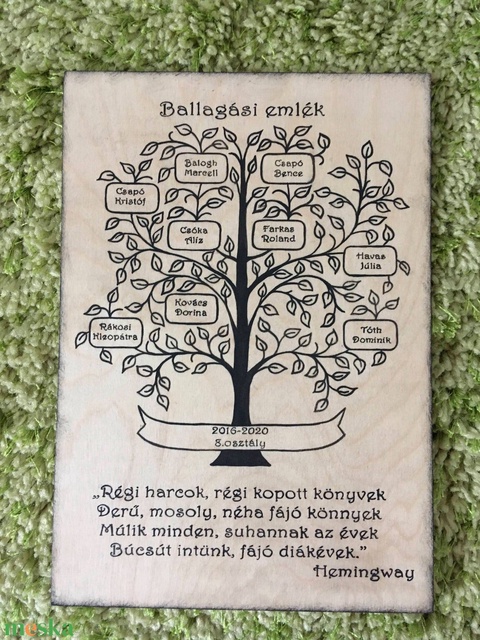 Ballagási emlék
Balogh
Marcell
Csapó
Bence
Csapó
Kristóf
Csóka
Alíz
Farkas
Roland
Havas
Júlia
Kovács
Dorina
Rákosi
Kleopátra
Tóth
Dominik
2016-2020
8.osztály
„Régi harcok, régi kopott könyvek
Derű, mosoly, néha fájó könnyek
Múlik minden, suhannak az évek
Búcsút intünk, fájó diákévek.”
Hemingway
meska